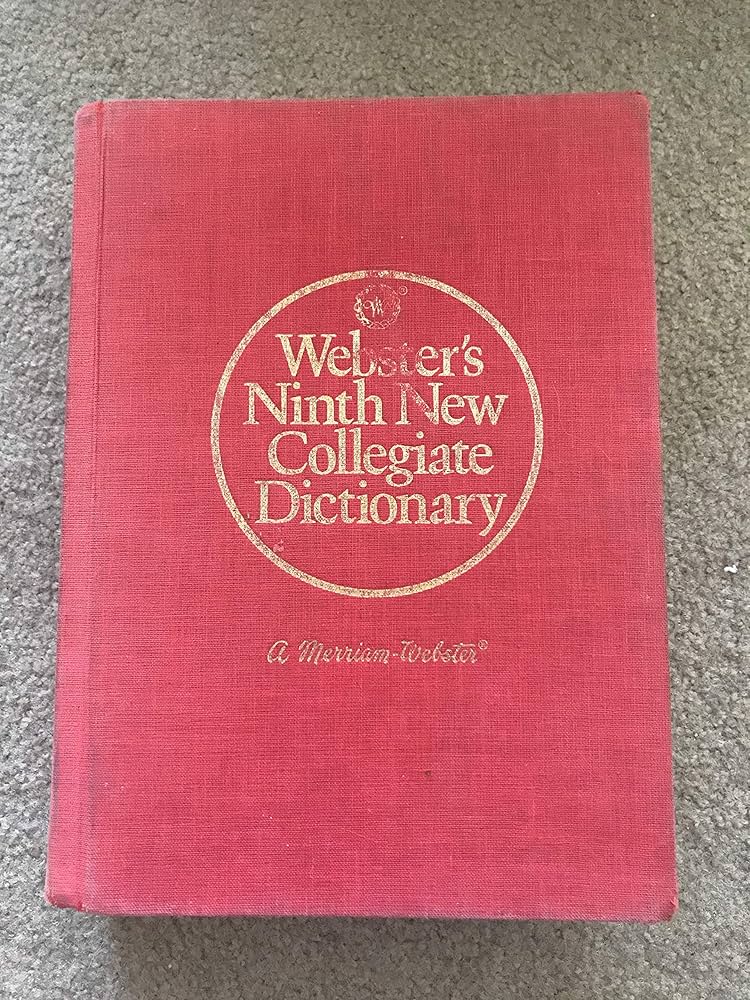 Webster's
Ninth New
Collegiate
Dictionary
A Merriam-Webster®